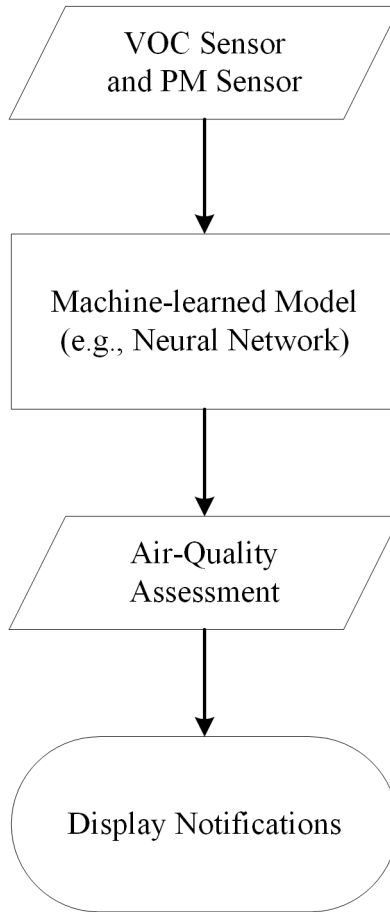 VOC Sensor
and PM Sensor
Machine-learned Model
(e.g., Neural Network)
Air-Quality
Assessment
Display Notifications